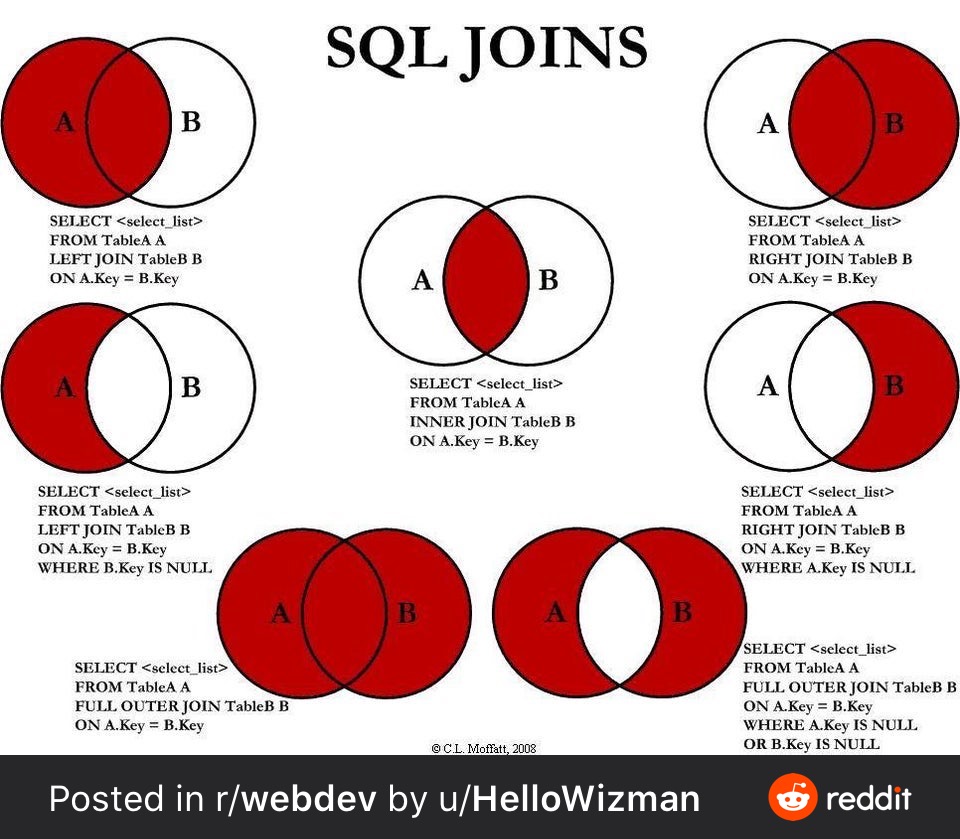 SQL JOINS
A B
SELECT <select_list>
FROM TableA A
LEFT JOIN TableB B
ON A.Key = B.Key
A B
SELECT <select_list>
FROM TableA A
RIGHT JOIN TableB B
ON A.Key = B.Key
A B
SELECT <select_list>
FROM TableA A
INNER JOIN TableB B
ON A.Key = B.Key
A B
SELECT <select_list>
FROM TableA A
LEFT JOIN TableB B
ON A.Key = B.Key
WHERE B.Key IS NULL
A B
SELECT <select_list>
FROM TableA A
RIGHT JOIN TableB B
ON A.Key = B.Key
WHERE A.Key IS NULL
A B
SELECT <select_list>
FROM TableA A
FULL OUTER JOIN TableB B
ON A.Key = B.Key
A B
SELECT <select_list>
FROM TableA A
FULL OUTER JOIN TableB B
ON A.Key = B.Key
WHERE A.Key IS NULL
OR B.Key IS NULL
© C.L. Moffatt, 2008
Posted in r/webdev by u/HelloWizman
reddit